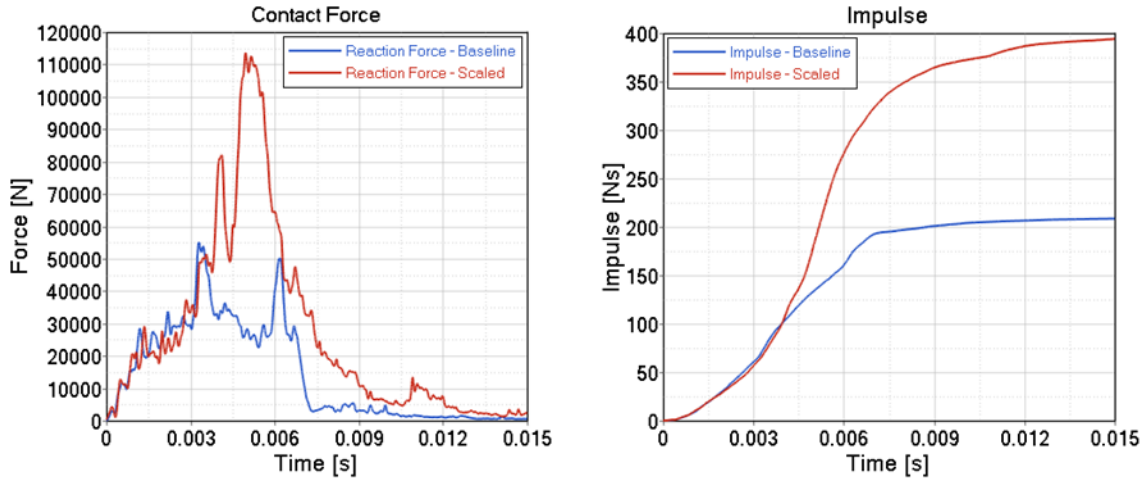 Contact Force
120000
110000
100000
90000
80000
70000
60000
50000
40000
30000
20000
10000
0
Force [N]
Reaction Force - Baseline
Reaction Force - Scaled
0 0.003 0.006 0.009 0.012 0.015
Time [s]
Impulse
400
350
300
250
200
150
100
50
0
Impulse [Ns]
Impulse - Baseline
Impulse - Scaled
0 0.003 0.006 0.009 0.012 0.015
Time [s]